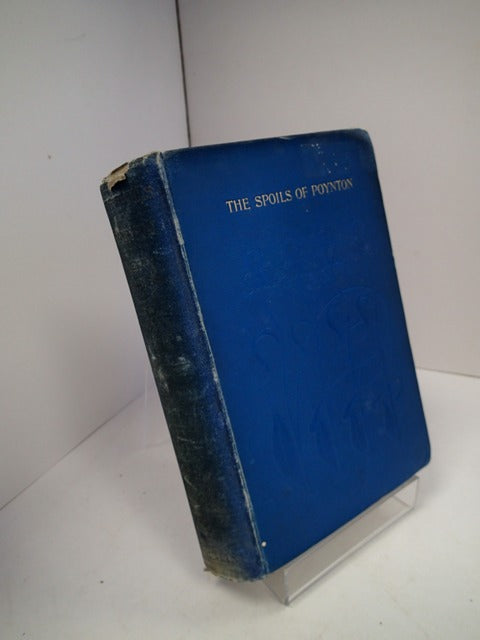 THE SPOILS OF POYNTON